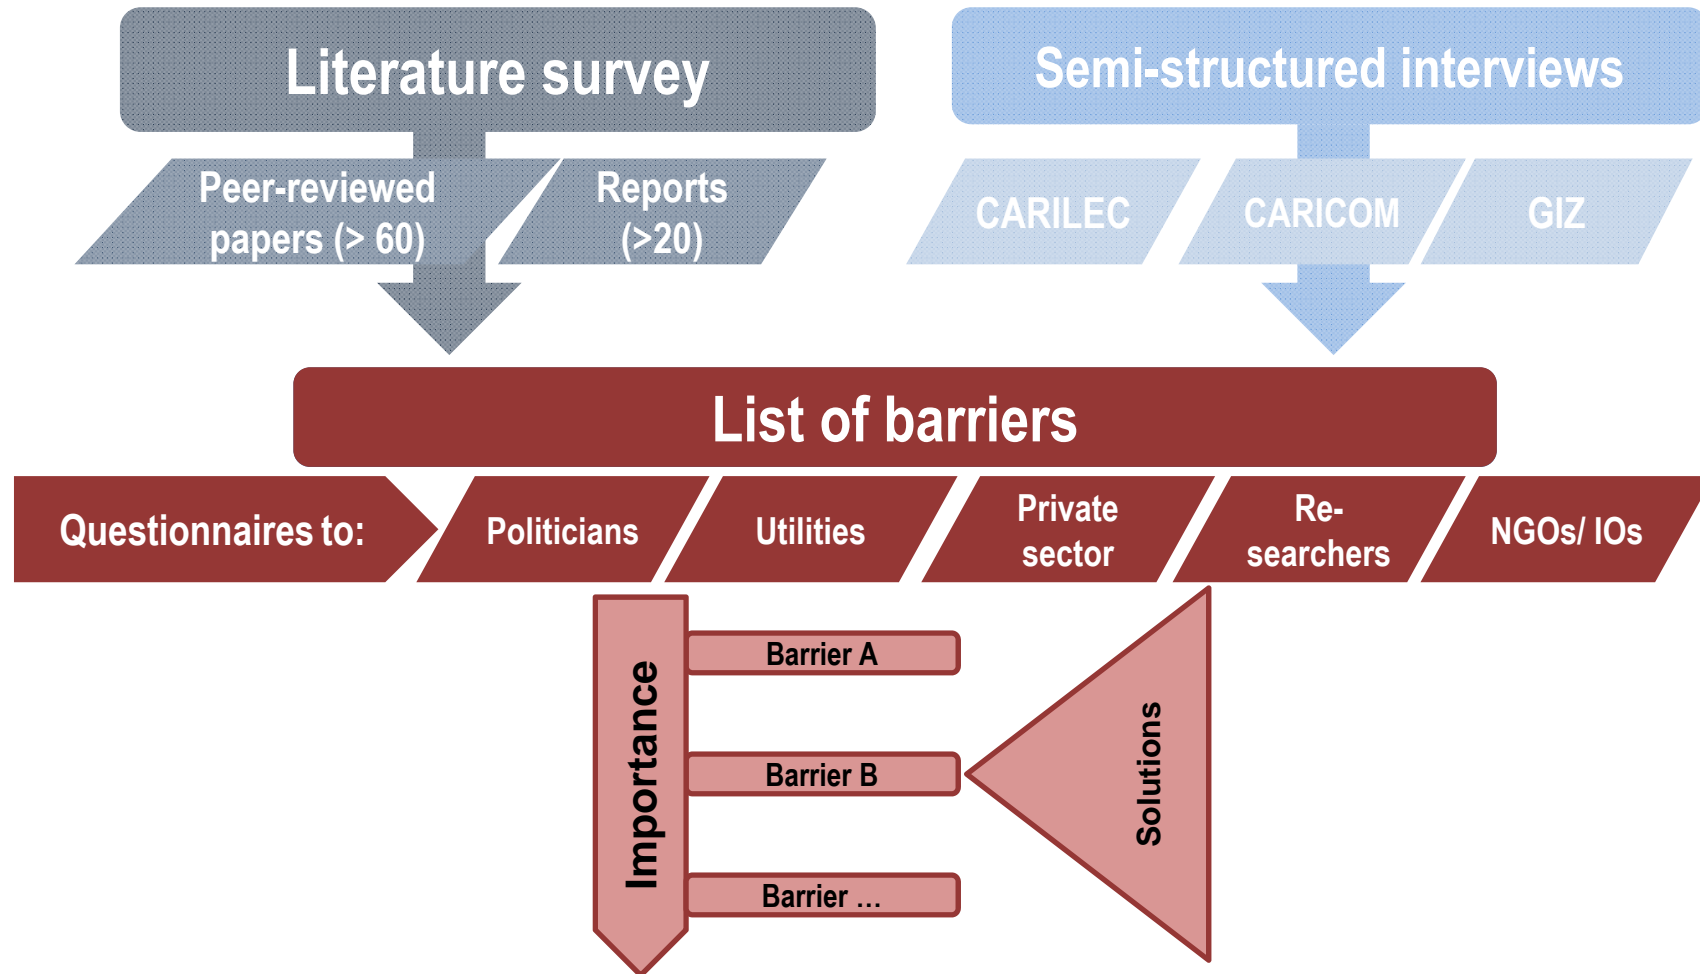 Literature survey
Semi-structured interviews
Peer-reviewed
papers (> 60)
Reports
(>20)
CARILEC
CARICOM
GIZ
List of barriers
Questionnaires to:
Politicians
Utilities
Private
sector
Re-
searchers
NGOs/ IOs
Importance
Barrier A
Barrier B
Barrier ...
Solutions